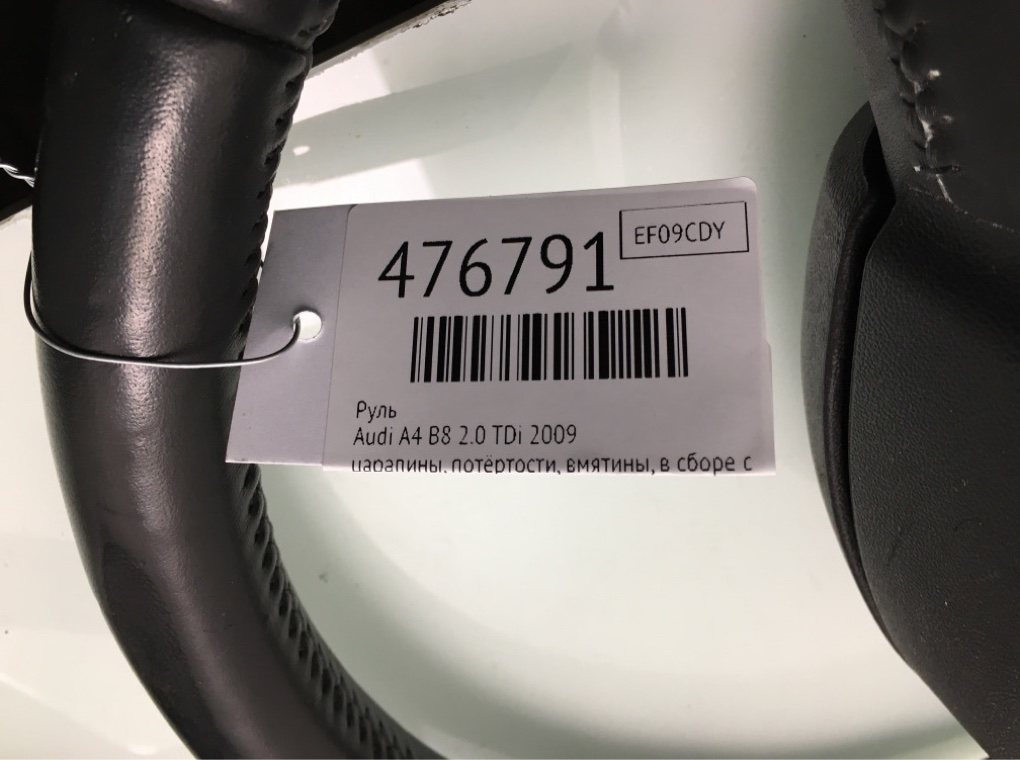 476791
EF09CDY
Руль
Audi A4 B8 2.0 TDi 2009
царапины, потёртости, вмятины, в сборе с